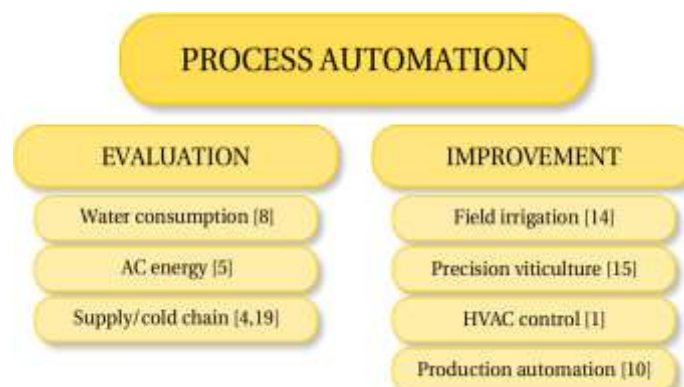 PROCESS AUTOMATION
EVALUATION
Water consumption [8]
AC energy [5]
Supply/cold chain [4,19]
IMPROVEMENT
Field irrigation [14]
Precision viticulture [15]
HVAC control [1]
Production automation [10]